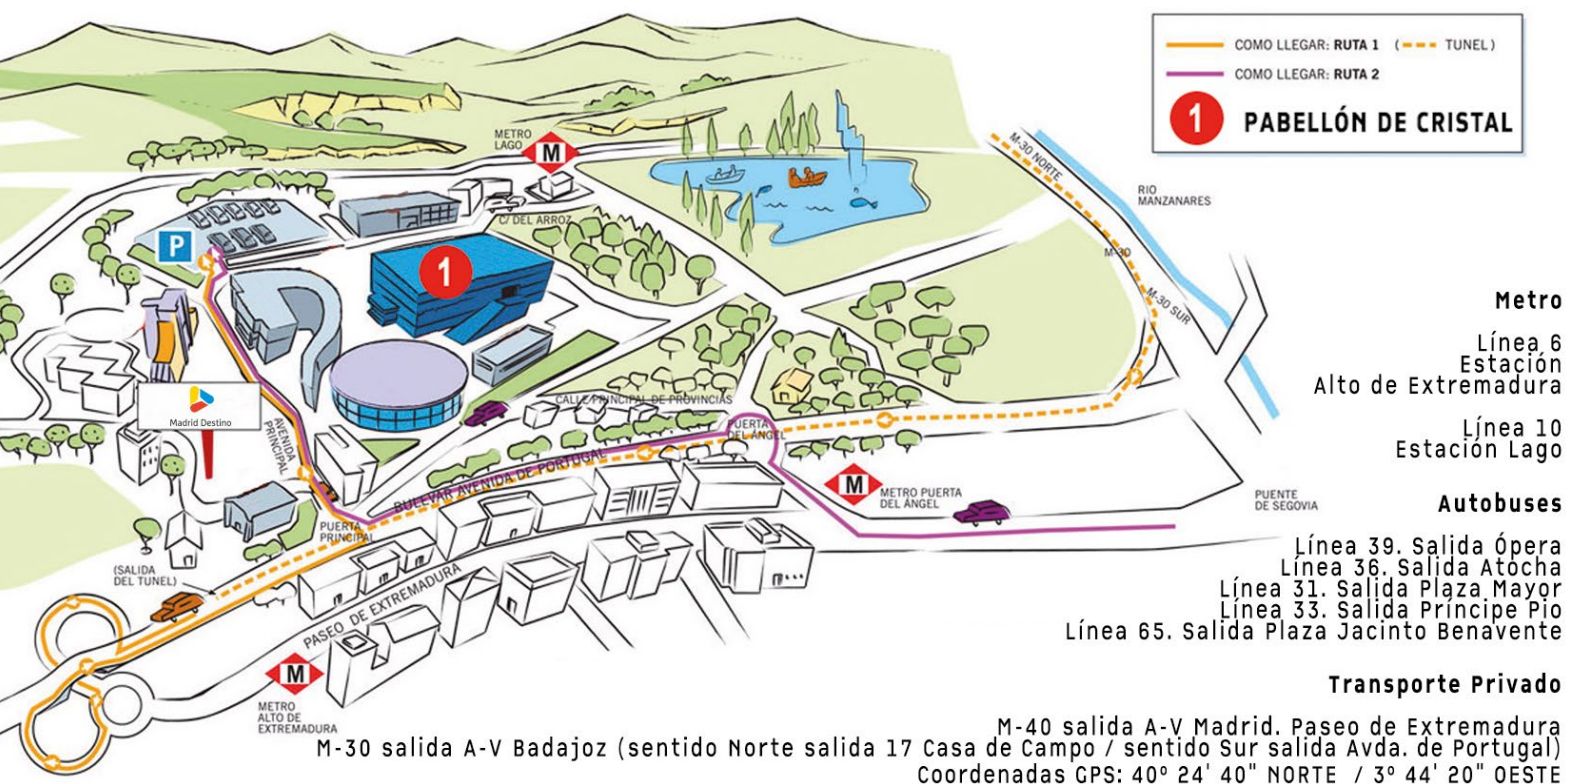 COMO LLEGAR: RUTA 1 ( TUNEL )
COMO LLEGAR: RUTA 2
1 PABELLÓN DE CRISTAL
METRO
LAGO
M
M-30 NORTE
RIO
MANZANARES
C/ DEL ARROZ
P
1
M-30
M-30 SUR
Madrid Destino
AVENIDA
PRINCIPAL
CALLE PRINCIPAL DE PROVINCIAS
PUERTA
DEL ÁNGEL
BULEVAR AVENIDA DE PORTUGAL
M
METRO PUERTA
DEL ÁNGEL
PUENTE
DE SEGOVIA
PUERTA
PRINCIPAL
(SALIDA
DEL TUNEL)
PASEO DE EXTREMADURA
M
METRO
ALTO DE
EXTREMADURA
Metro
Línea 6
Estación
Alto de Extremadura
Línea 10
Estación Lago
Autobuses
Línea 39. Salida Ópera
Línea 36. Salida Atocha
Línea 31. Salida Plaza Mayor
Línea 33. Salida Príncipe Pio
Línea 65. Salida Plaza Jacinto Benavente
Transporte Privado
M-40 salida A-V Madrid. Paseo de Extremadura
M-30 salida A-V Badajoz (sentido Norte salida 17 Casa de Campo / sentido Sur salida Avda. de Portugal)
Coordenadas GPS: 40º 24' 40" NORTE / 3º 44' 20" OESTE